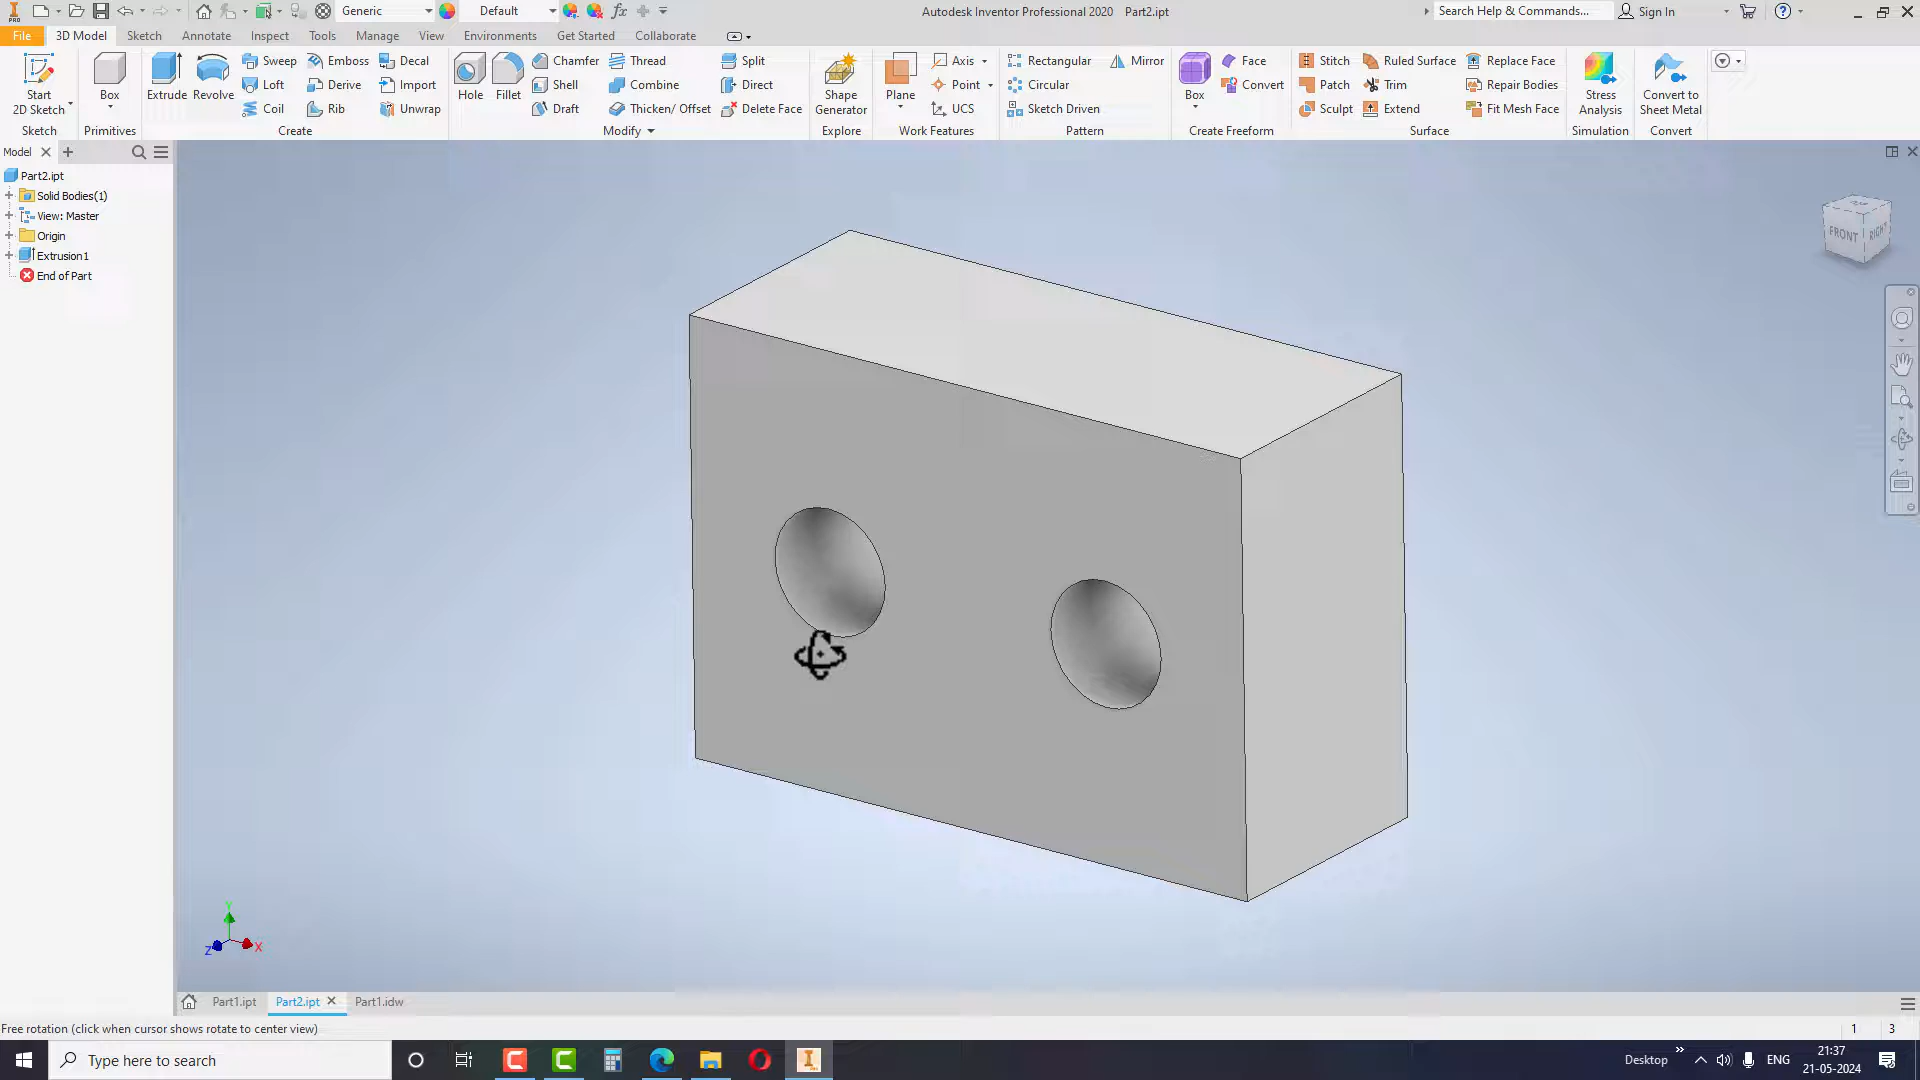 Generic
Default
Autodesk Inventor Professional 2020 Part2.ipt
Search Help & Commands...
Sign In
File 3D Model Sketch Annotate Inspect Tools Manage View Environments Get Started Collaborate
Start 2D Sketch
Sketch
Box
Primitives
Extrude
Revolve
Sweep
Loft
Coil
Emboss
Derive
Rib
Decal
Import
Unwrap
Create
Hole
Fillet
Chamfer
Shell
Draft
Thread
Combine
Thicken/ Offset
Split
Direct
Delete Face
Modify
Shape Generator
Explore
Plane
Axis
Point
UCS
Work Features
Rectangular
Circular
Sketch Driven
Mirror
Pattern
Box
Face
Convert
Create Freeform
Stitch
Patch
Sculpt
Ruled Surface
Trim
Extend
Replace Face
Repair Bodies
Fit Mesh Face
Surface
Stress Analysis
Simulation
Convert to Sheet Metal
Convert
Model
Part2.ipt
Solid Bodies(1)
View: Master
Origin
Extrusion1
End of Part
FRONT
RIGHT
Y
Z
X
Part1.ipt Part2.ipt Part1.idw
Free rotation (click when cursor shows rotate to center view)
1 3
Type here to search
Desktop
ENG
21:37
21-05-2024